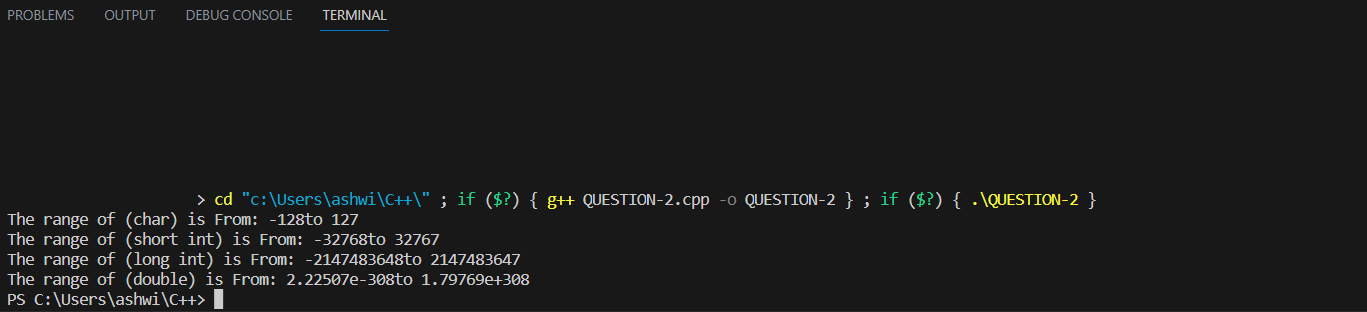 PROBLEMS OUTPUT DEBUG CONSOLE TERMINAL
> cd "c:\Users\ashwi\C++\" ; if ($?) { g++ QUESTION-2.cpp -o QUESTION-2 } ; if ($?) { .\QUESTION-2 }
The range of (char) is From: -128to 127
The range of (short int) is From: -32768to 32767
The range of (long int) is From: -2147483648to 2147483647
The range of (double) is From: 2.22507e-308to 1.79769e+308
PS C:\Users\ashwi\C++>